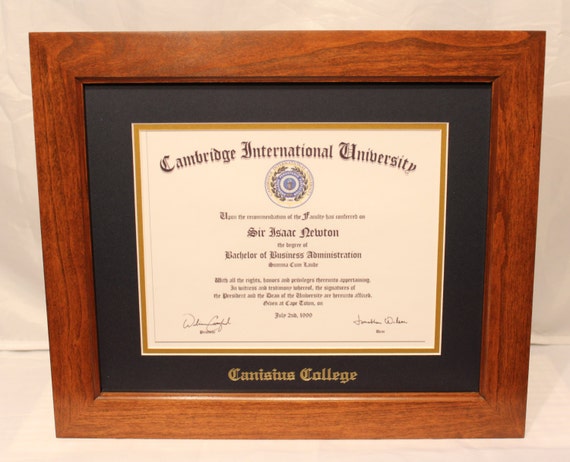 Cambridge International University
Upon the recommendation of the Faculty has conferred on
Sir Isaac Newton
the degree of
Bachelor of Business Administration
Summa Cum Laude
With all the rights, honors and privileges thereunto appertaining.
In witness and testimony whereof, the signatures of
the President and the Dean of the University are hereunto affixed.
Given at Cape Town, on
July 2nd, 1999
President Dean
Canisius College